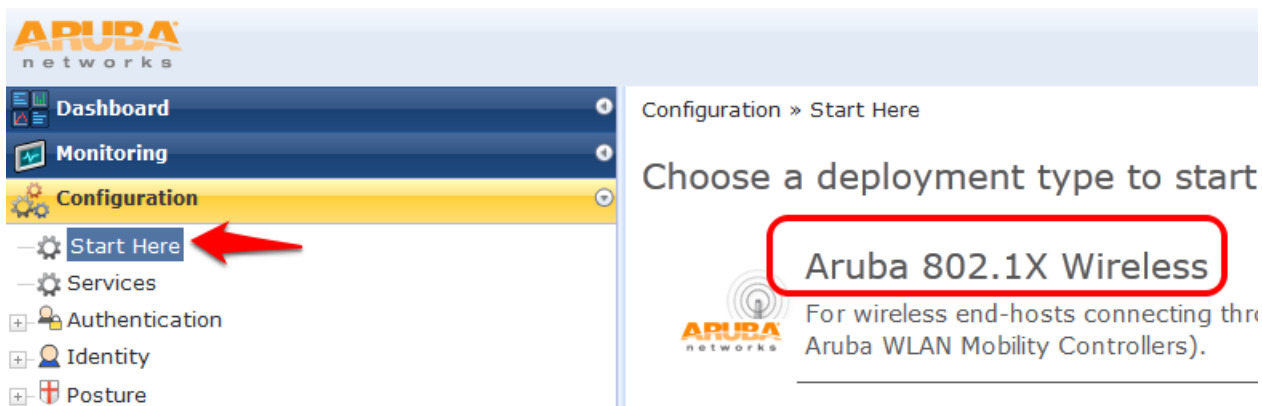 ARUBA
networks
Dashboard
Monitoring
Configuration
Start Here
Services
Authentication
Identity
Posture
Configuration » Start Here
Choose a deployment type to start
Aruba 802.1X Wireless
For wireless end-hosts connecting thro
Aruba WLAN Mobility Controllers).
ARUBA
networks